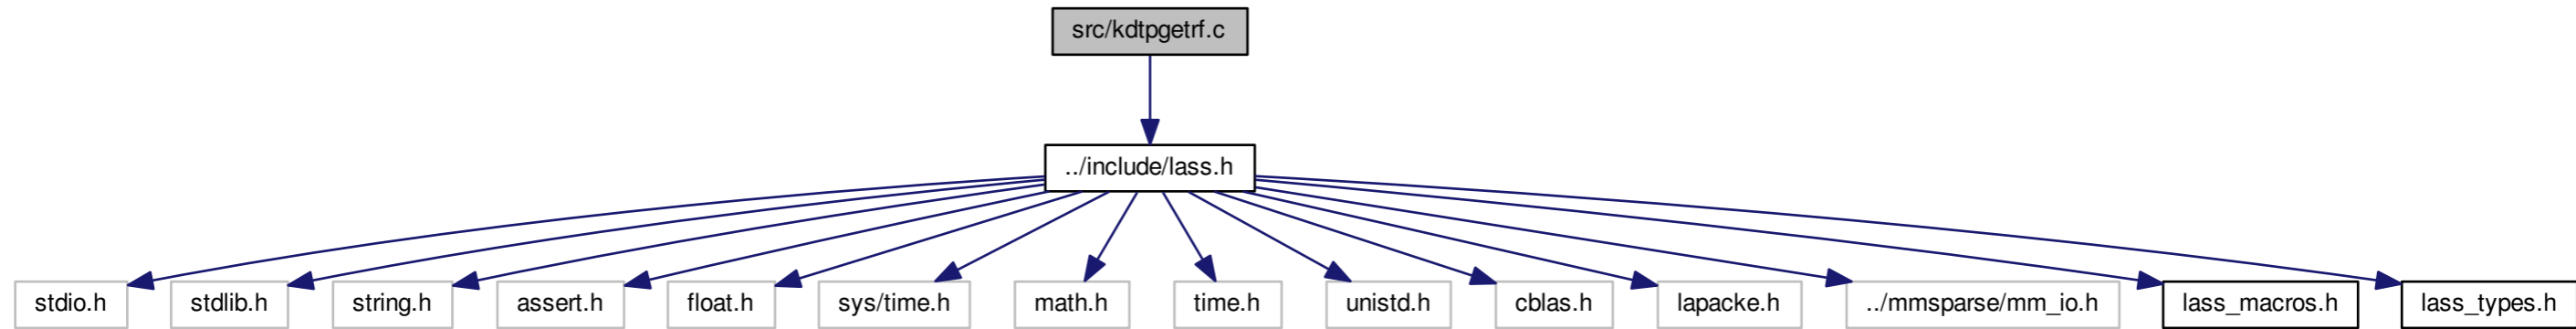 src/kdtpgetrf.c
../include/lass.h
stdio.h
stdlib.h
string.h
assert.h
float.h
sys/time.h
math.h
time.h
unistd.h
cblas.h
lapacke.h
../mmsparse/mm_io.h
lass_macros.h
lass_types.h